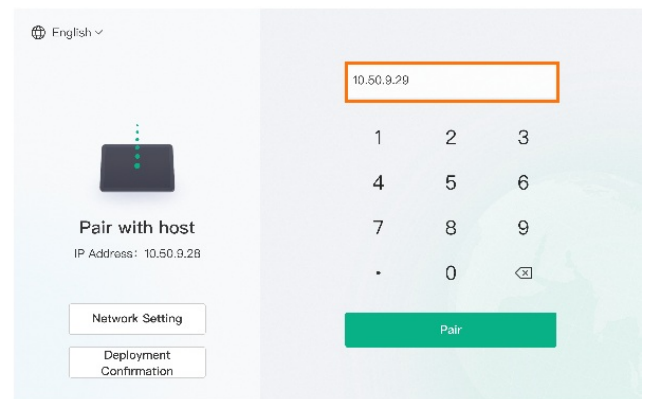 English
Pair with host
IP Address: 10.50.9.28
Network Setting
Deployment
Confirmation
10.50.9.29
1 2 3
4 5 6
7 8 9
. 0
Pair